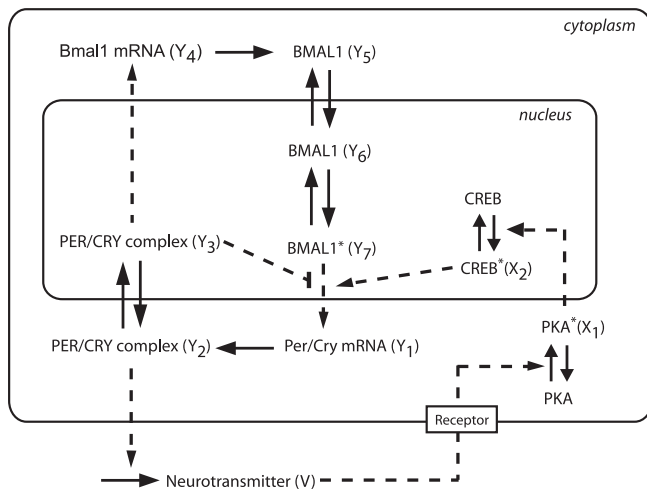 cytoplasm
Bmal1 mRNA (Y4)
BMAL1 (Y5)
nucleus
BMAL1 (Y6)
CREB
PER/CRY complex (Y3)
BMAL1* (Y7)
CREB*(X2)
PER/CRY complex (Y2)
Per/Cry mRNA (Y1)
PKA*(X1)
PKA
Receptor
Neurotransmitter (V)